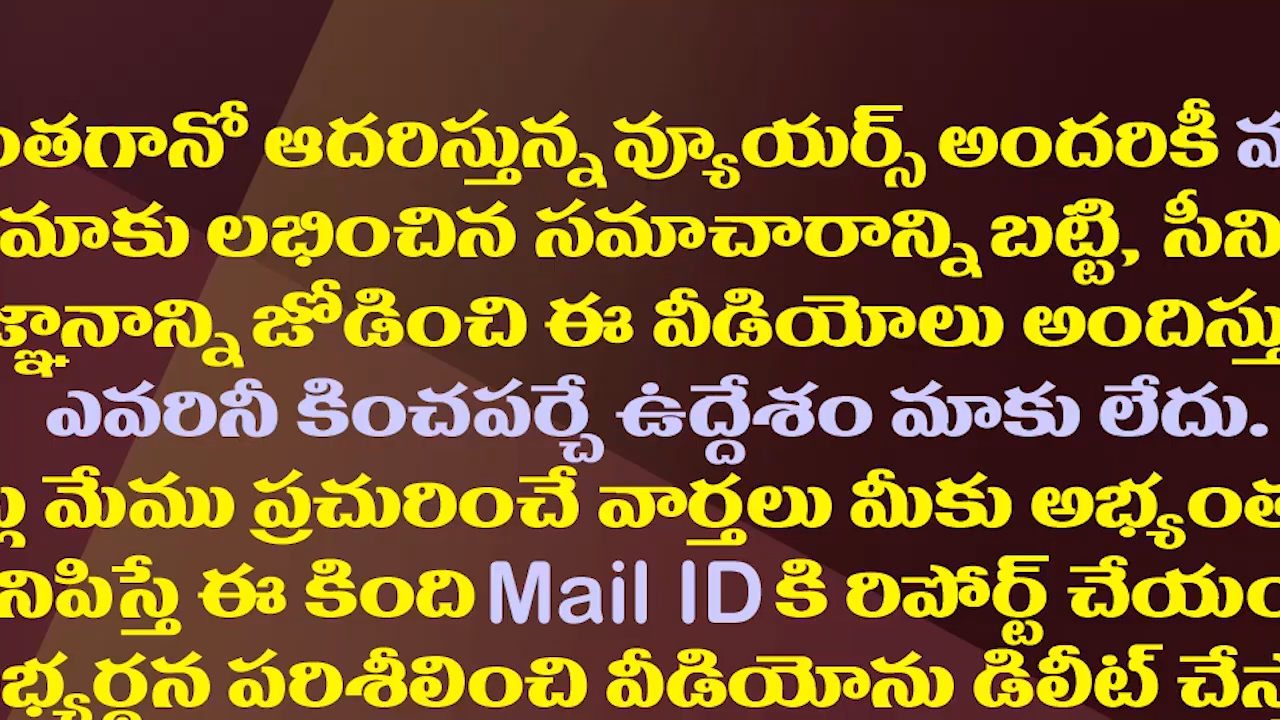 ఆదరిస్తున్న వ్యూయర్స్ అందరికీ
మాకు లభించిన సమాచారాన్ని బట్టి,
జోడించి ఈ వీడియోలు
ఎవరినీ కించపర్చే ఉద్దేశం మాకు లేదు.
మేము ప్రచురించే వార్తలు మీకు
ఈ కింది Mail ID కి రిపోర్ట్
పరిశీలించి వీడియోను డిలీట్